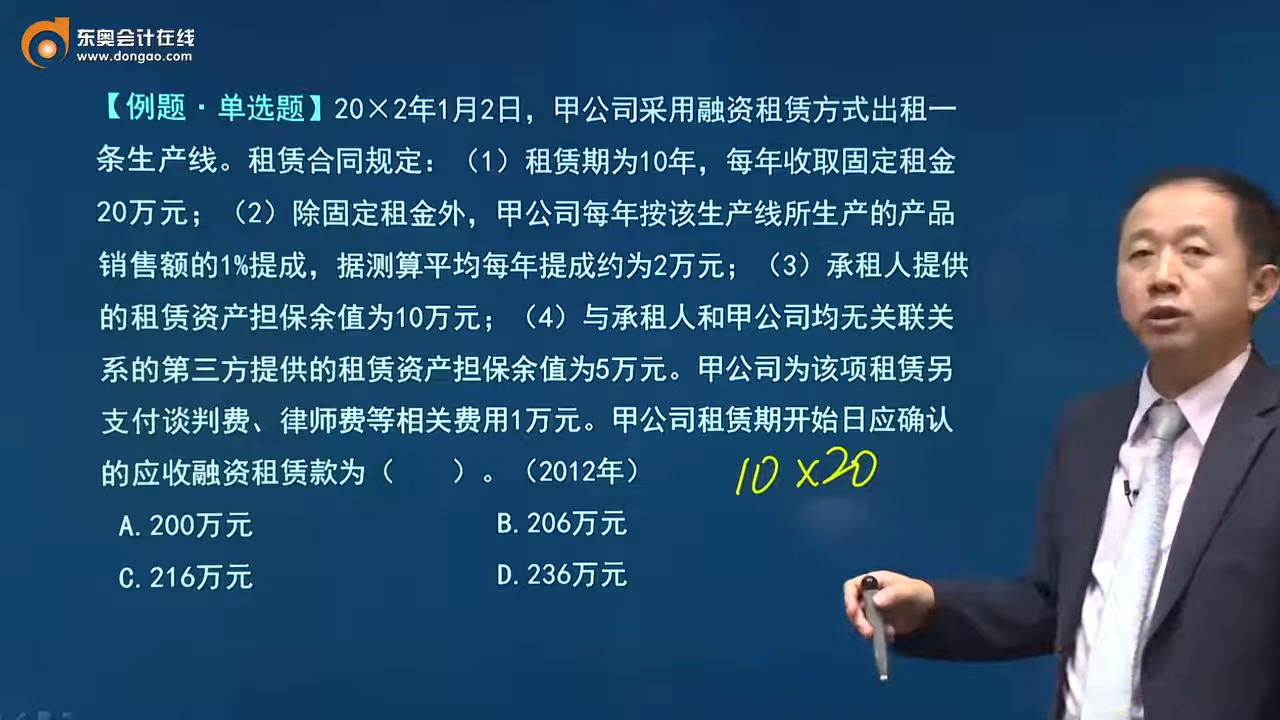 东奥会计在线
www.dongao.com
【例题·单选题】20×2年1月2日，甲公司采用融资租赁方式出租一
条生产线。租赁合同规定：（1）租赁期为10年，每年收取固定租金
20万元；（2）除固定租金外，甲公司每年按该生产线所生产的产品
销售额的1%提成，据测算平均每年提成约为2万元；（3）承租人提供
的租赁资产担保余值为10万元；（4）与承租人和甲公司均无关联关
系的第三方提供的租赁资产担保余值为5万元。甲公司为该项租赁另
支付谈判费、律师费等相关费用1万元。甲公司租赁期开始日应确认
的应收融资租赁款为（　　）。（2012年）
10×20
A.200万元 B.206万元
C.216万元 D.236万元